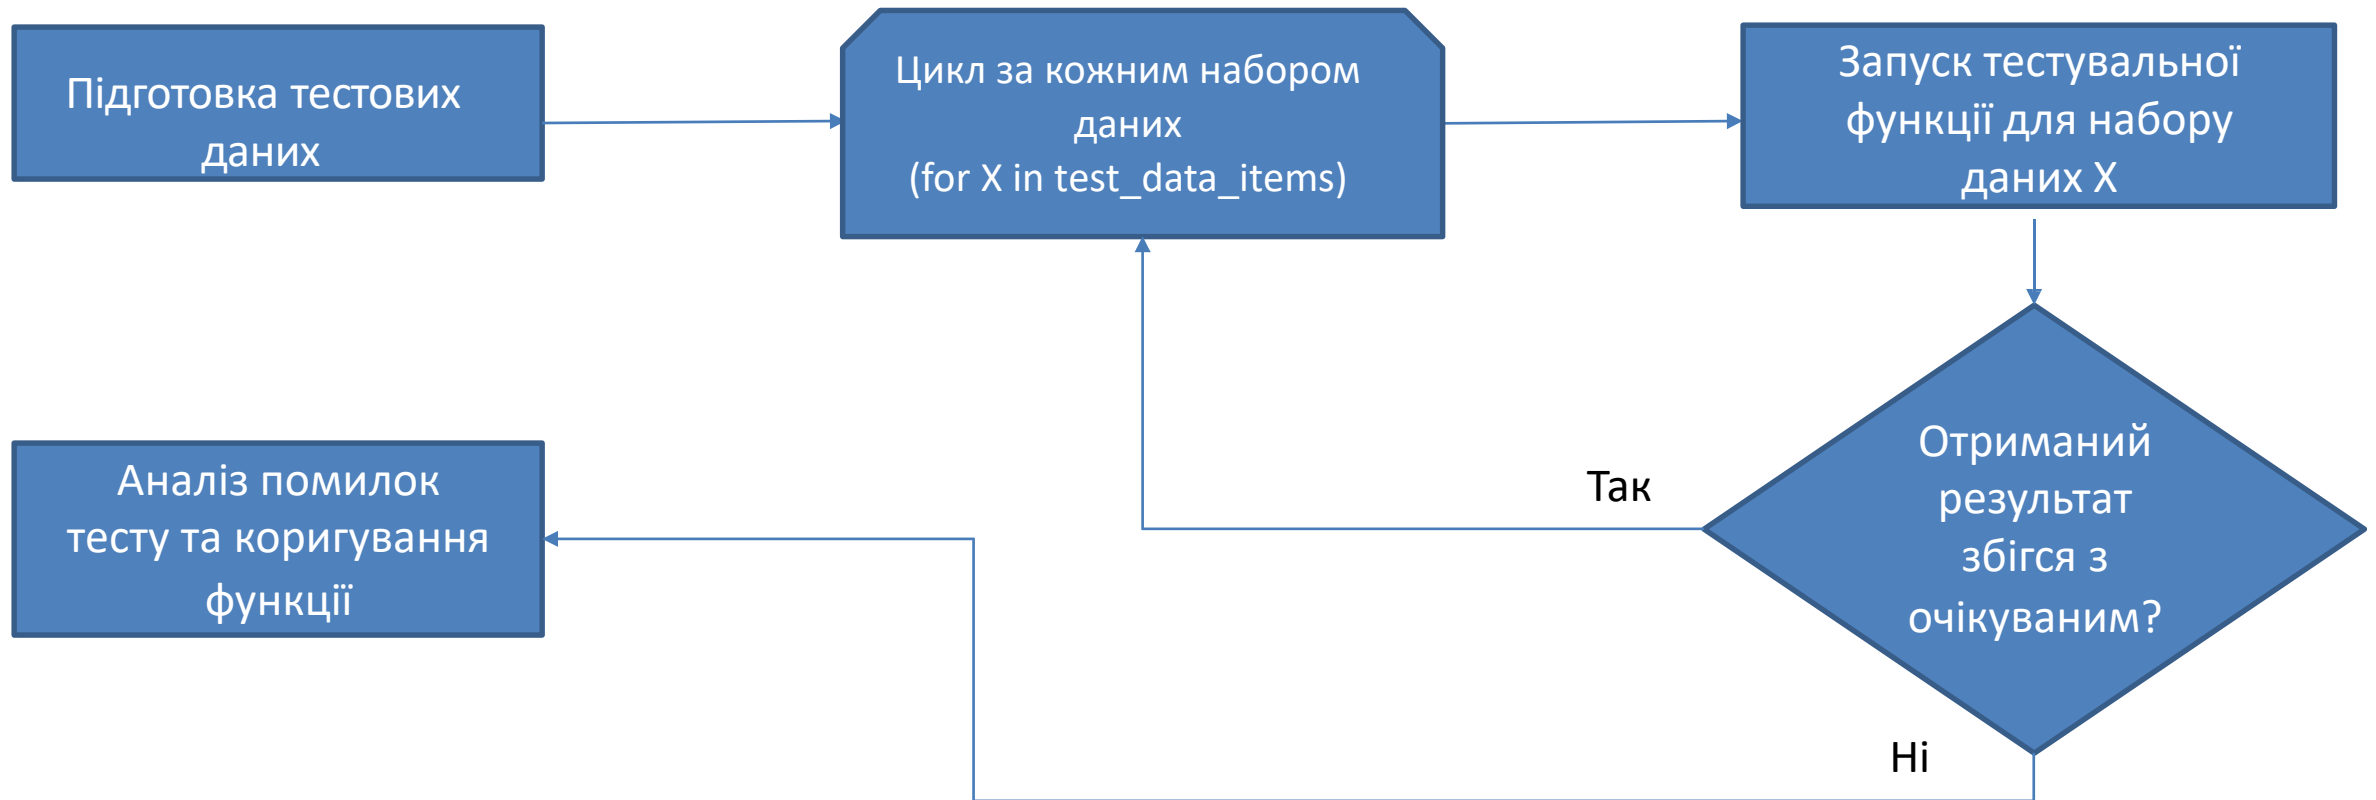 Підготовка тестових
даних
Цикл за кожним набором
даних
(for X in test_data_items)
Запуск тестувальної
функції для набору
даних X
Отриманий
результат
збігся з
очікуваним?
Так
Аналіз помилок
тесту та коригування
функції
Ні